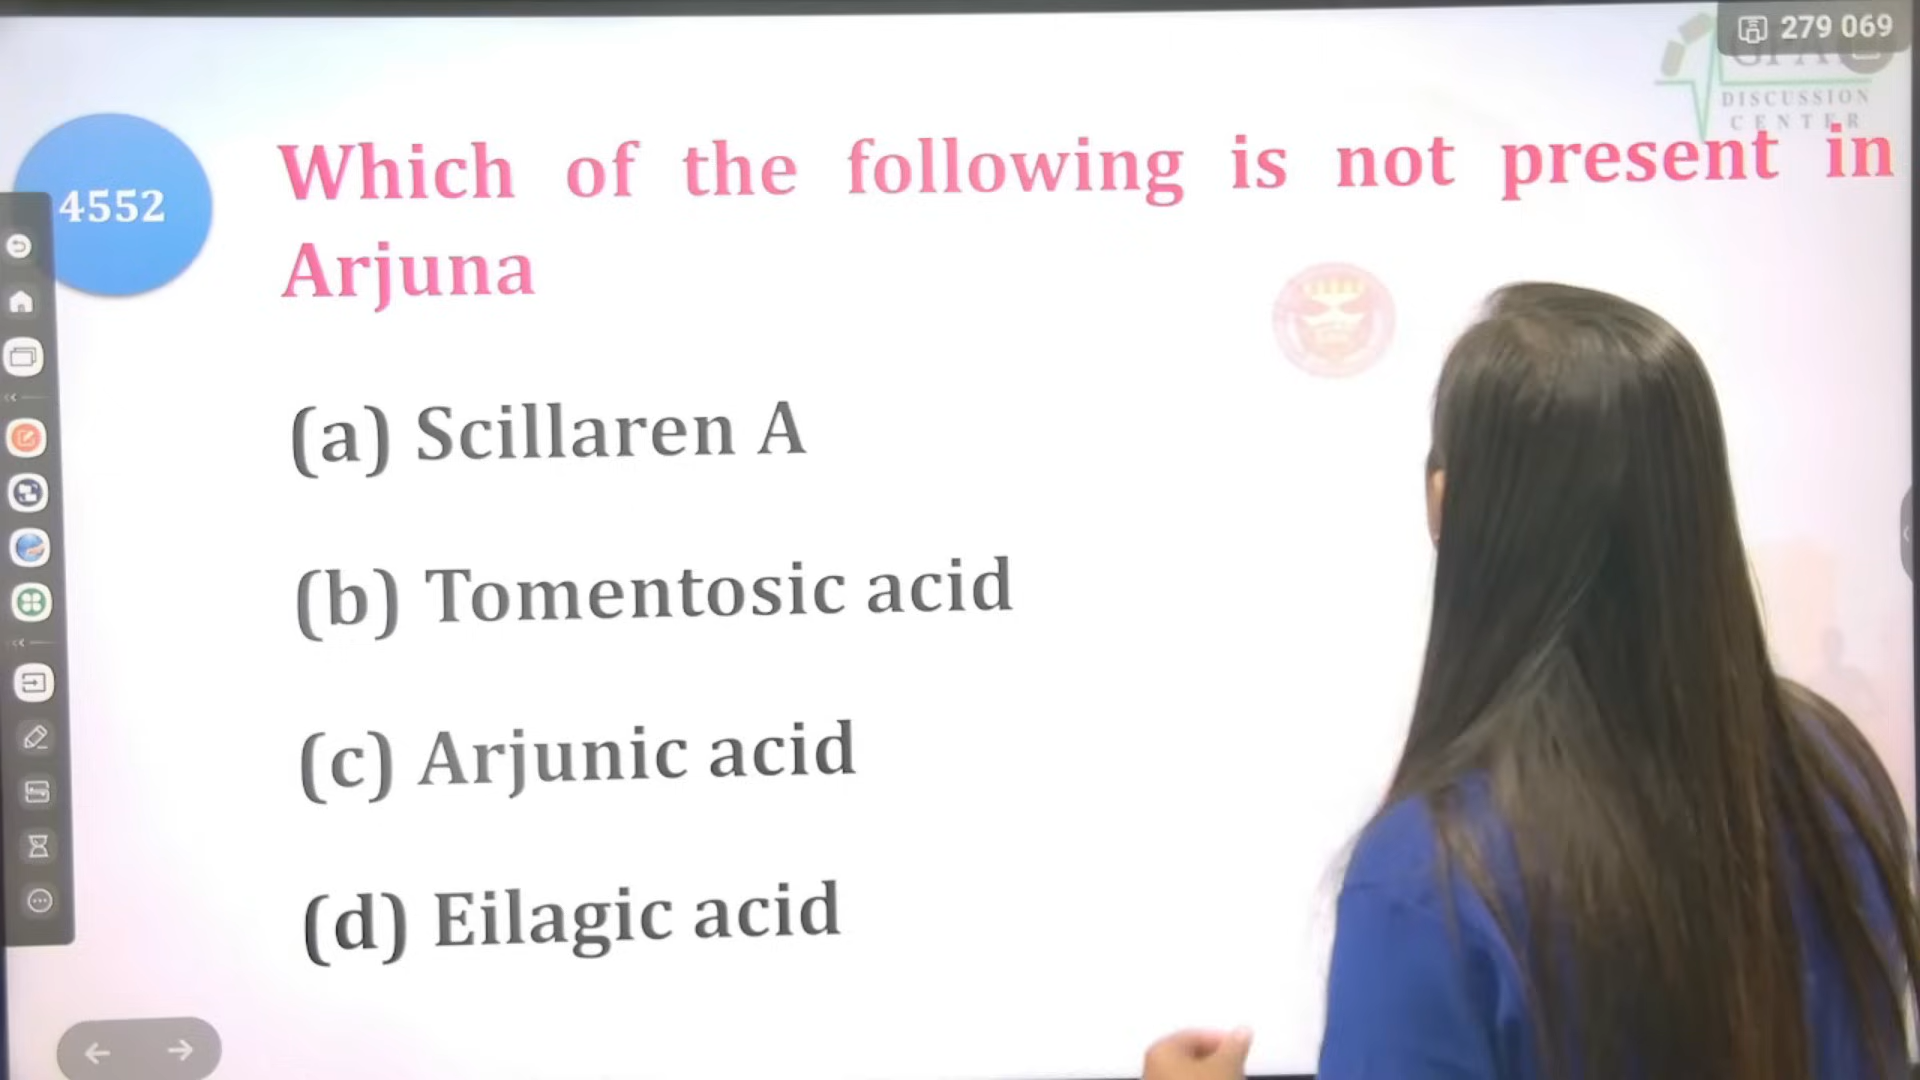 279 069
DISCUSSION
CENTER
4552
Which of the following is not present in
Arjuna
(a) Scillaren A
(b) Tomentosic acid
(c) Arjunic acid
(d) Eilagic acid